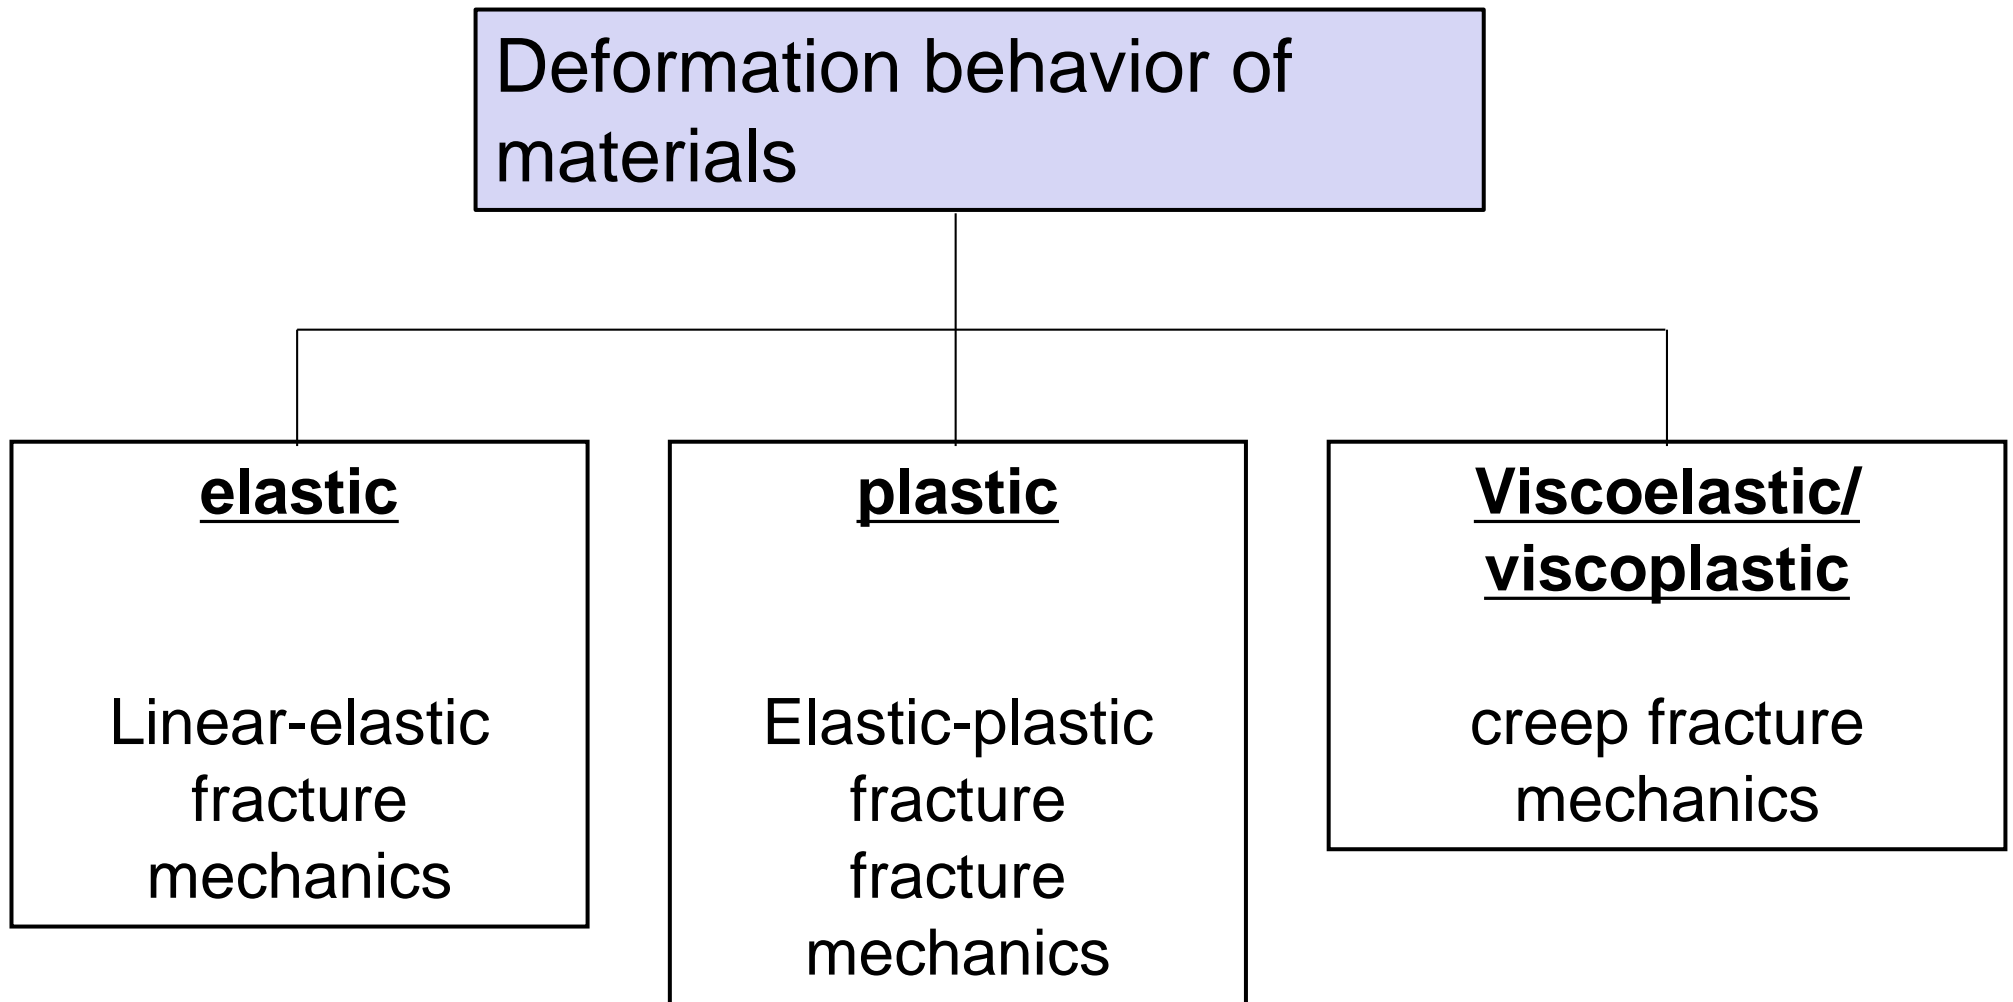 Deformation behavior of
materials
elastic
Linear-elastic
fracture
mechanics
plastic
Elastic-plastic
fracture
fracture
mechanics
Viscoelastic/
viscoplastic
creep fracture
mechanics